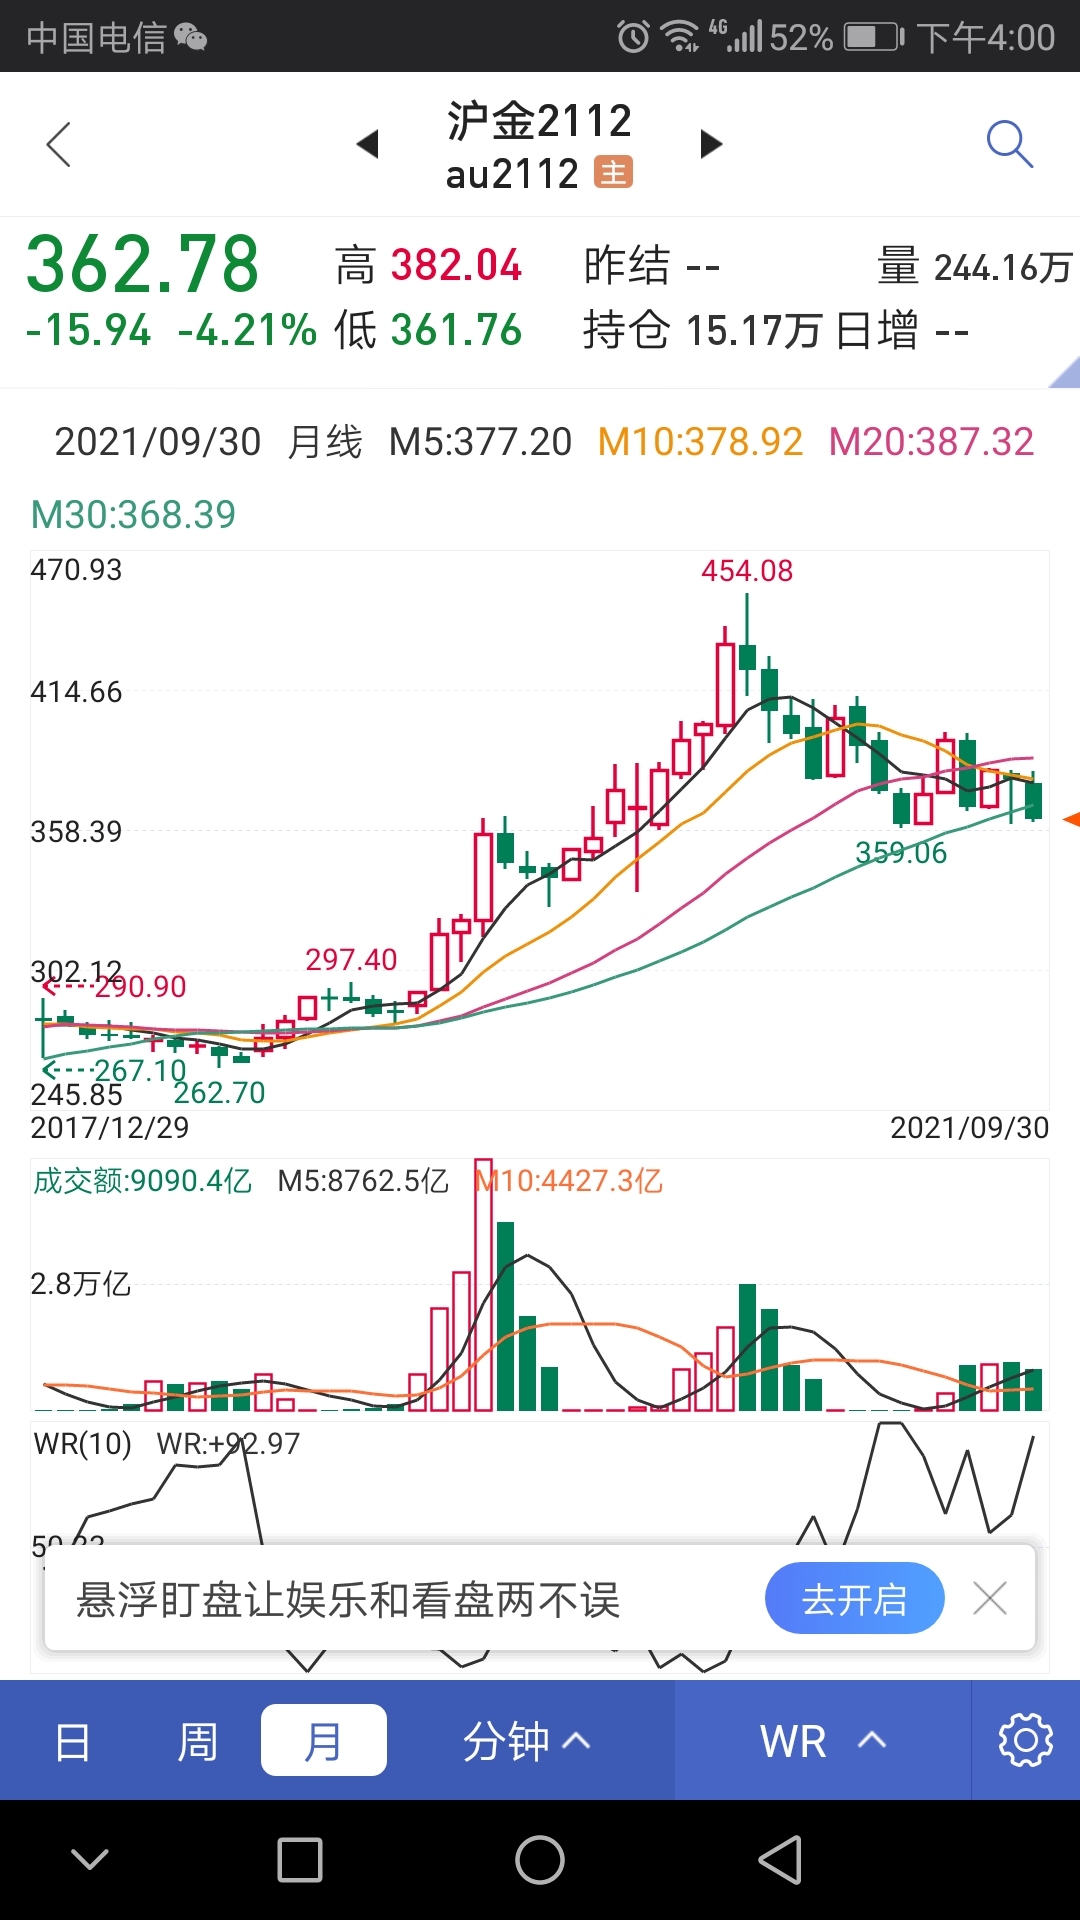 中国电信 4G 52% 下午4:00
沪金2112
au2112 主
362.78 高 382.04 昨结 -- 量 244.16万
-15.94 -4.21% 低 361.76 持仓 15.17万 日增 --
2021/09/30 月线 M5:377.20 M10:378.92 M20:387.32
M30:368.39
470.93
454.08
414.66
358.39
359.06
297.40
302.12
290.90
267.10
245.85
262.70
2017/12/29 2021/09/30
成交额:9090.4亿 M5:8762.5亿 M10:4427.3亿
2.8万亿
WR(10) WR:+92.97
悬浮盯盘让娱乐和看盘两不误 去开启
日 周 月 分钟 WR